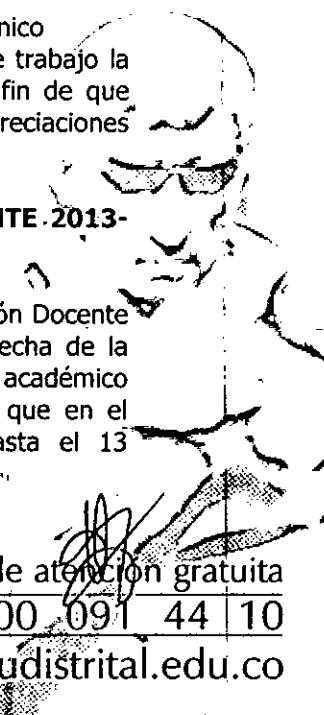 nico
e trabajo la
fin de que
reciaciones
NTE 2013-
ón Docente
echa de la
académico
que en el
asta el 13
de atención gratuita
00 091 44 10
udistrital.edu.co